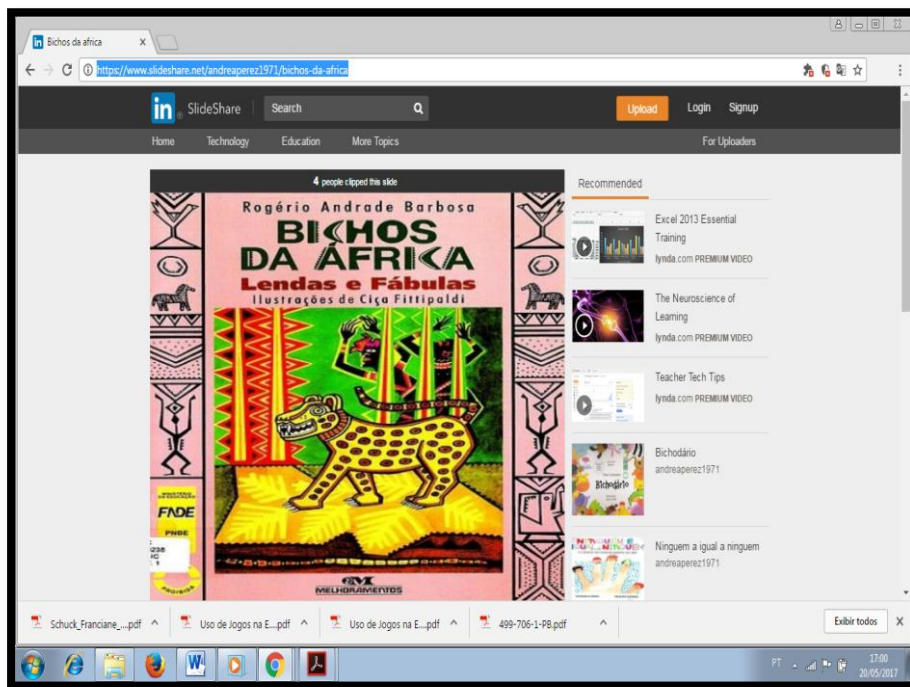 Bichos da africa
https://www.slideshare.net/andreaperez1971/bichos-da-africa
in SlideShare
Search
Upload
Login
Signup
Home
Technology
Education
More Topics
For Uploaders
4 people clipped this slide
Rogério Andrade Barbosa
BICHOS
DA ÁFRICA
Lendas e Fábulas
Ilustrações de Ciça Fittipaldi
MINISTÉRIO
DA EDUCAÇÃO
FNDE
PNDE
PROIBIDA
MELHORAMENTOS
Recommended
Excel 2013 Essential
Training
lynda.com PREMIUM VIDEO
The Neuroscience of
Learning
lynda.com PREMIUM VIDEO
Teacher Tech Tips
lynda.com PREMIUM VIDEO
Bichodário
Bichodário
andreaperez1971
Ninguem a igual a ninguem
andreaperez1971
Schuck_Franciane_....pdf
Uso de Jogos na E....pdf
Uso de Jogos na E....pdf
499-706-1-PB.pdf
Exibir todos
PT
17:00
20/05/2017